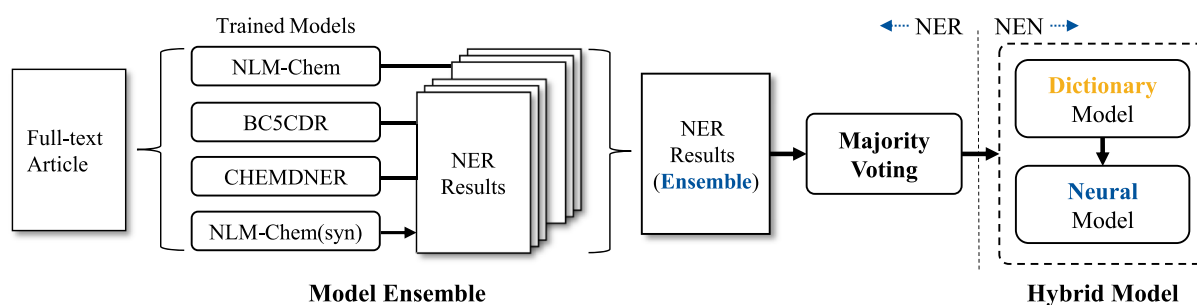 Trained Models
NER
NEN
Full-text
Article
NLM-Chem
BC5CDR
CHEMDNER
NLM-Chem(syn)
NER
Results
NER
Results
(Ensemble)
Majority
Voting
Dictionary
Model
Neural
Model
Model Ensemble
Hybrid Model